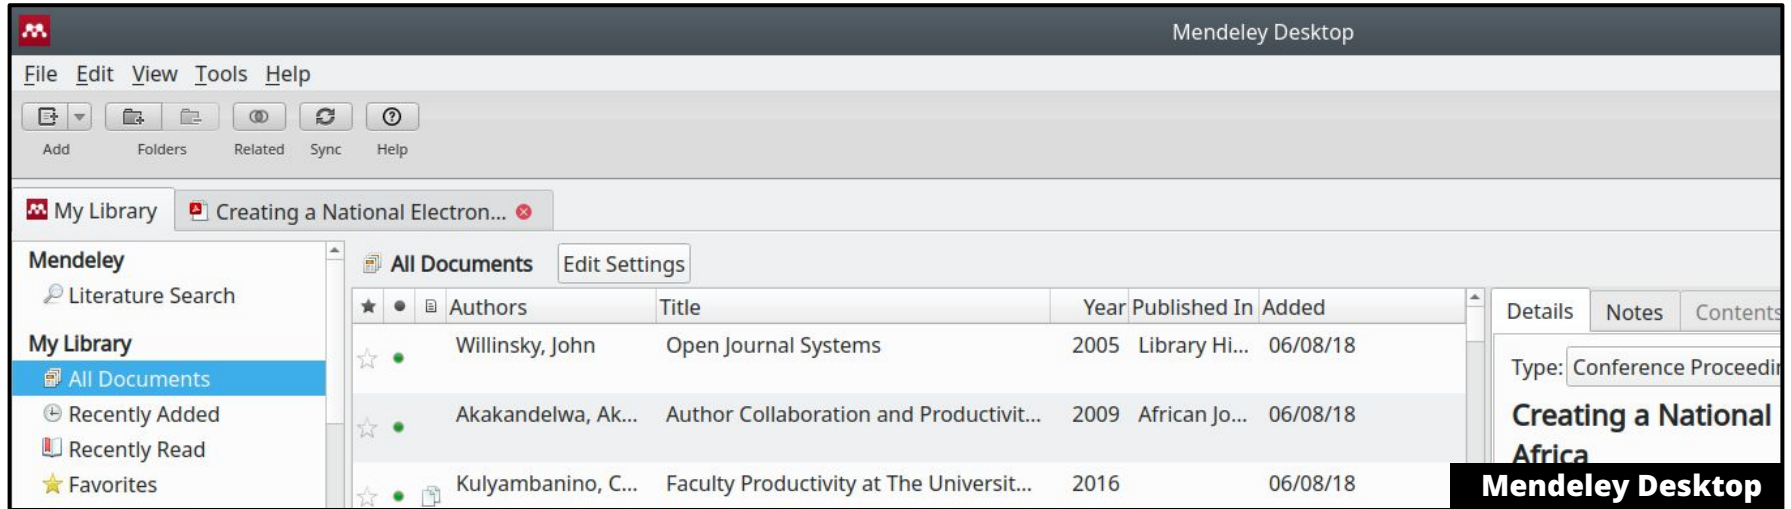 Mendeley Desktop
File Edit View Tools Help
Add Folders Related Sync Help
My Library Creating a National Electron...
Mendeley
Literature Search
My Library
All Documents
Recently Added
Recently Read
Favorites
All Documents Edit Settings
Authors Title Year Published In Added
Willinsky, John Open Journal Systems 2005 Library Hi... 06/08/18
Akakandelwa, Ak... Author Collaboration and Productivit... 2009 African Jo... 06/08/18
Kulyambanino, C... Faculty Productivity at The Universit... 2016 06/08/18
Details Notes Contents
Type: Conference Proceedin
Creating a National
Africa
Mendeley Desktop